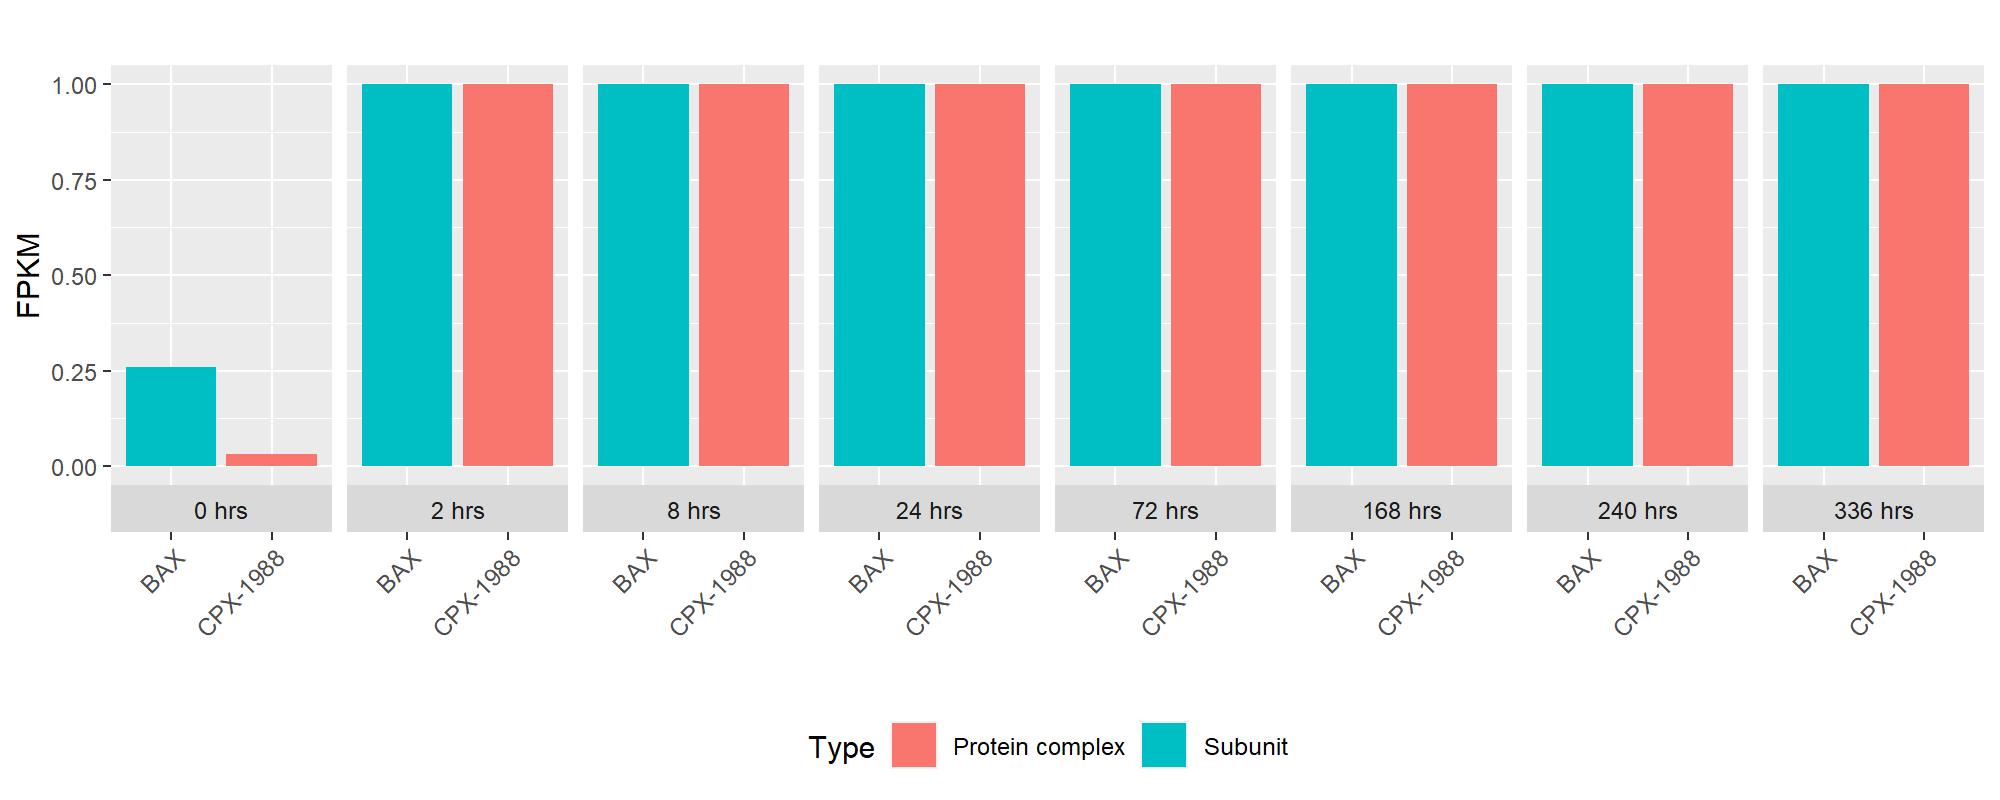 FPKM
1.00
0.75
0.50
0.25
0.00
0 hrs
2 hrs
8 hrs
24 hrs
72 hrs
168 hrs
240 hrs
336 hrs
BAX
CPX-1988
BAX
CPX-1988
BAX
CPX-1988
BAX
CPX-1988
BAX
CPX-1988
BAX
CPX-1988
BAX
CPX-1988
BAX
CPX-1988
Type
Protein complex
Subunit